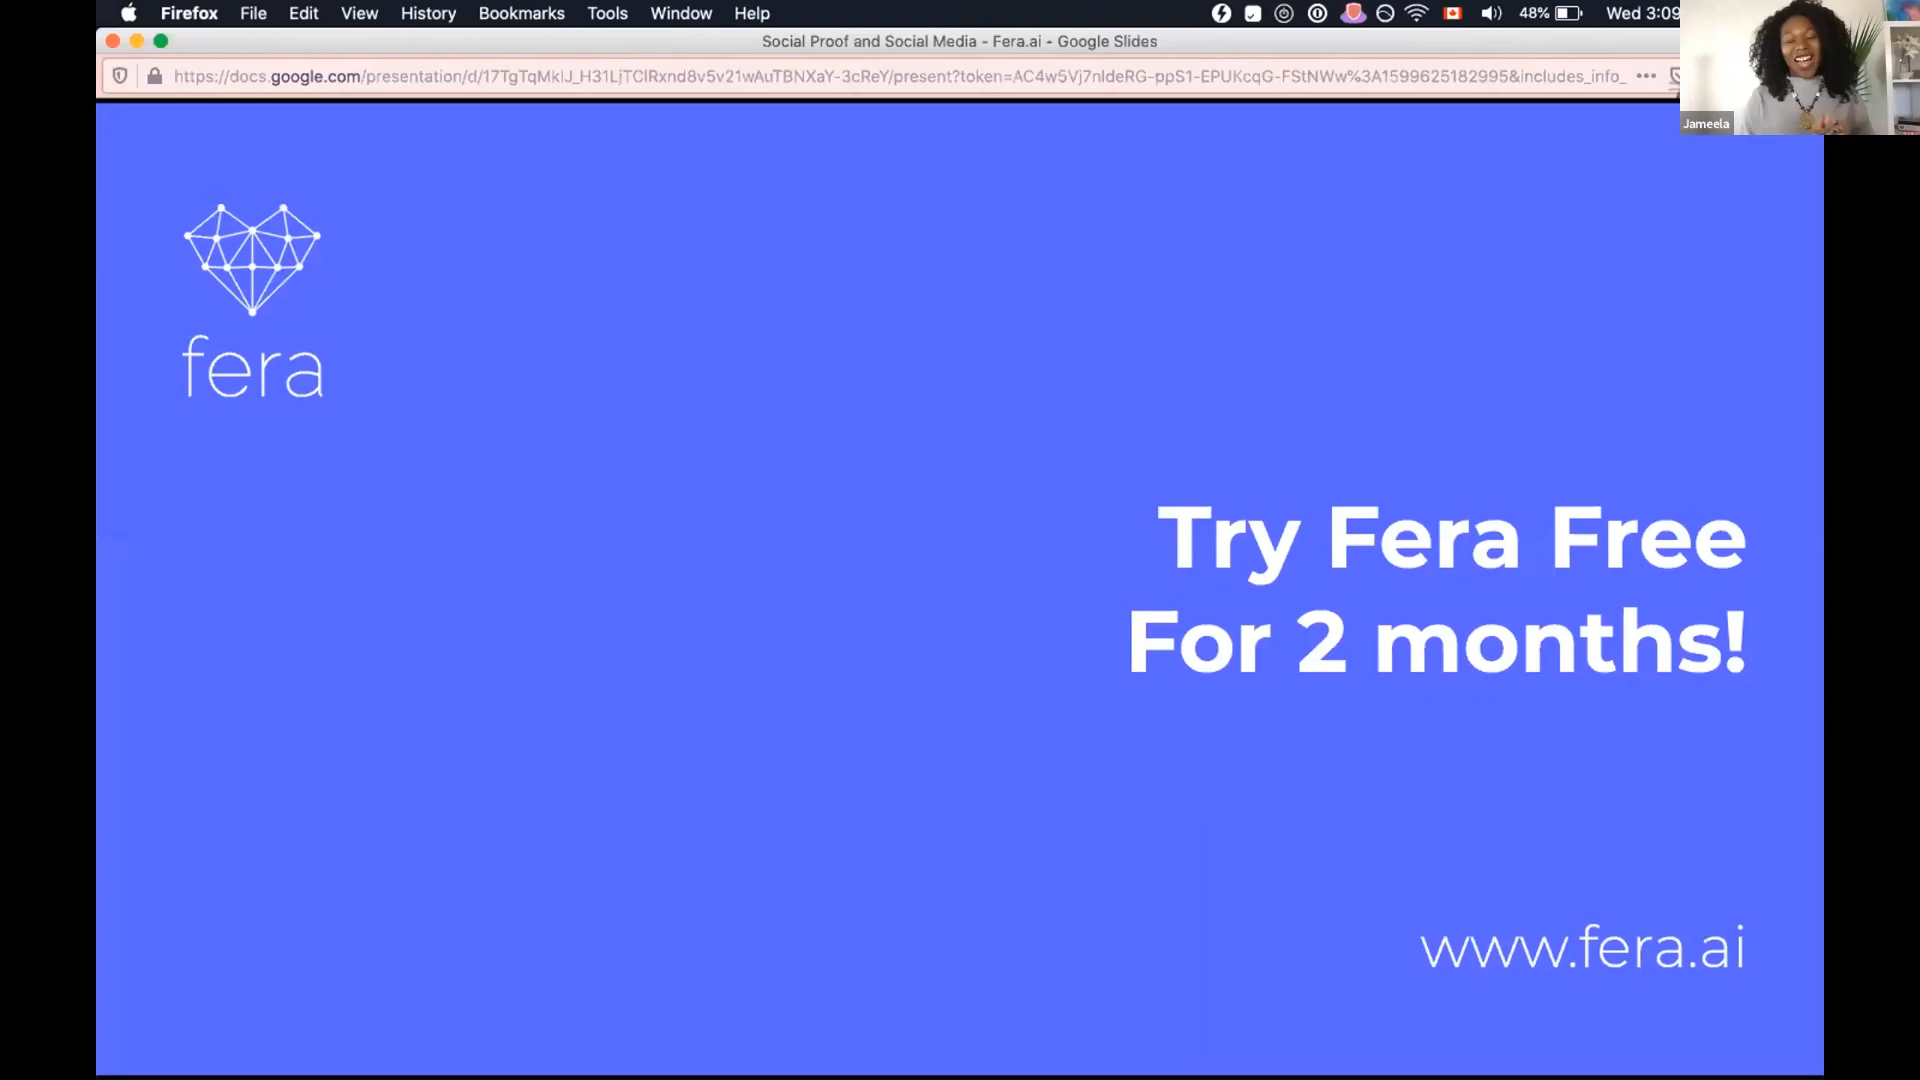 Firefox File Edit View History Bookmarks Tools Window Help 48% Wed 3:09
Social Proof and Social Media - Fera.ai - Google Slides
https://docs.google.com/presentation/d/17TgTqMkIJ_H31LjTClRxnd8v5v21wAuTBNXaY-3cReY/present?token=AC4w5Vj7nIdeRG-ppS1-EPUKcqG-FStNWw%3A1599625182995&includes_info_
Jameela
fera
Try Fera Free
For 2 months!
www.fera.ai